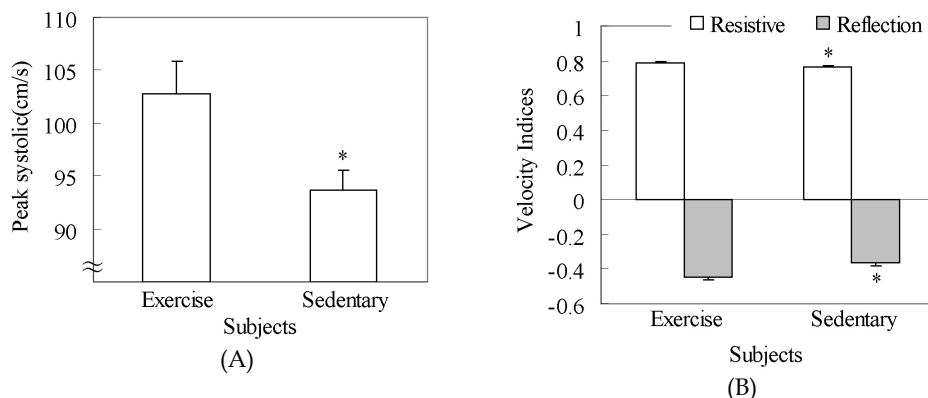 110
105
100
95
90
Peak systolic(cm/s)
*
Exercise Sedentary
Subjects
(A)
Resistive Reflection
1
0.8
0.6
0.4
0.2
0
-0.2
-0.4
-0.6
Velocity Indices
*
*
Exercise Sedentary
Subjects
(B)